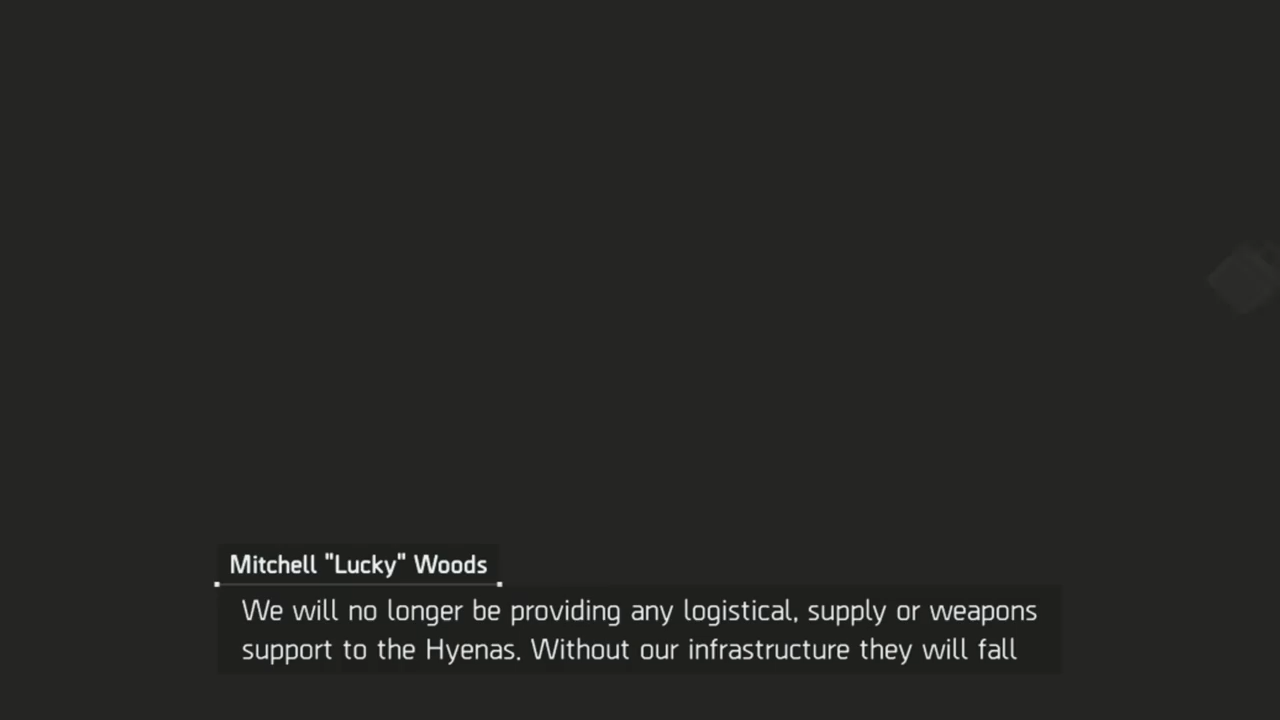 Mitchell "Lucky" Woods
We will no longer be providing any logistical, supply or weapons
support to the Hyenas. Without our infrastructure they will fall